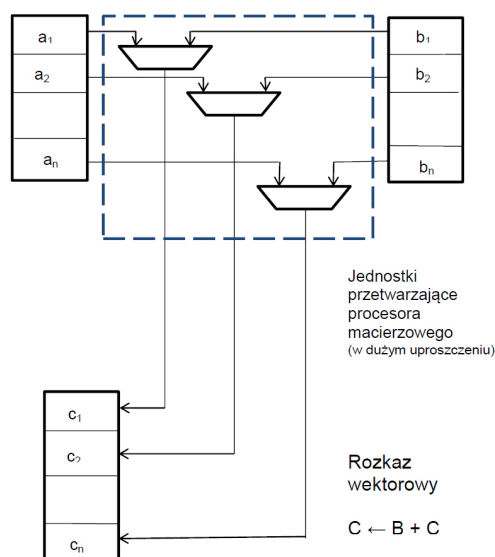 a₁
b₁
a₂
b₂
aₙ
bₙ
Jednostki
przetwarzające
procesora
macierzowego
(w dużym uproszczeniu)
c₁
c₂
Rozkaz
wektorowy
C ← B + C
cₙ